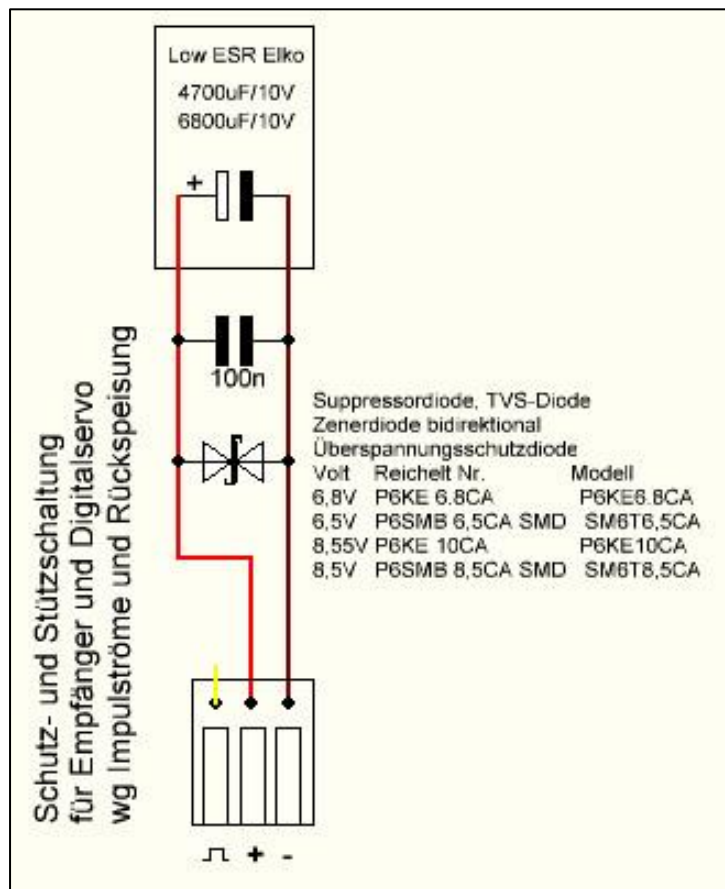 Low ESR Elko
4700uF/10V
6800uF/10V
+
100n
Schutz- und Stützschaltung
für Empfänger und Digitalservo
wg Impulströme und Rückspeisung
Suppressordiode, TVS-Diode
Zenerdiode bidirektional
Überspannungsschutzdiode
Volt Reichelt Nr. Modell
6,8V P6KE 6.8CA P6KE6.8CA
6,5V P6SMB 6,5CA SMD SM6T6,5CA
8,55V P6KE 10CA P6KE10CA
8,5V P6SMB 8,5CA SMD SM6T8,5CA
+ -